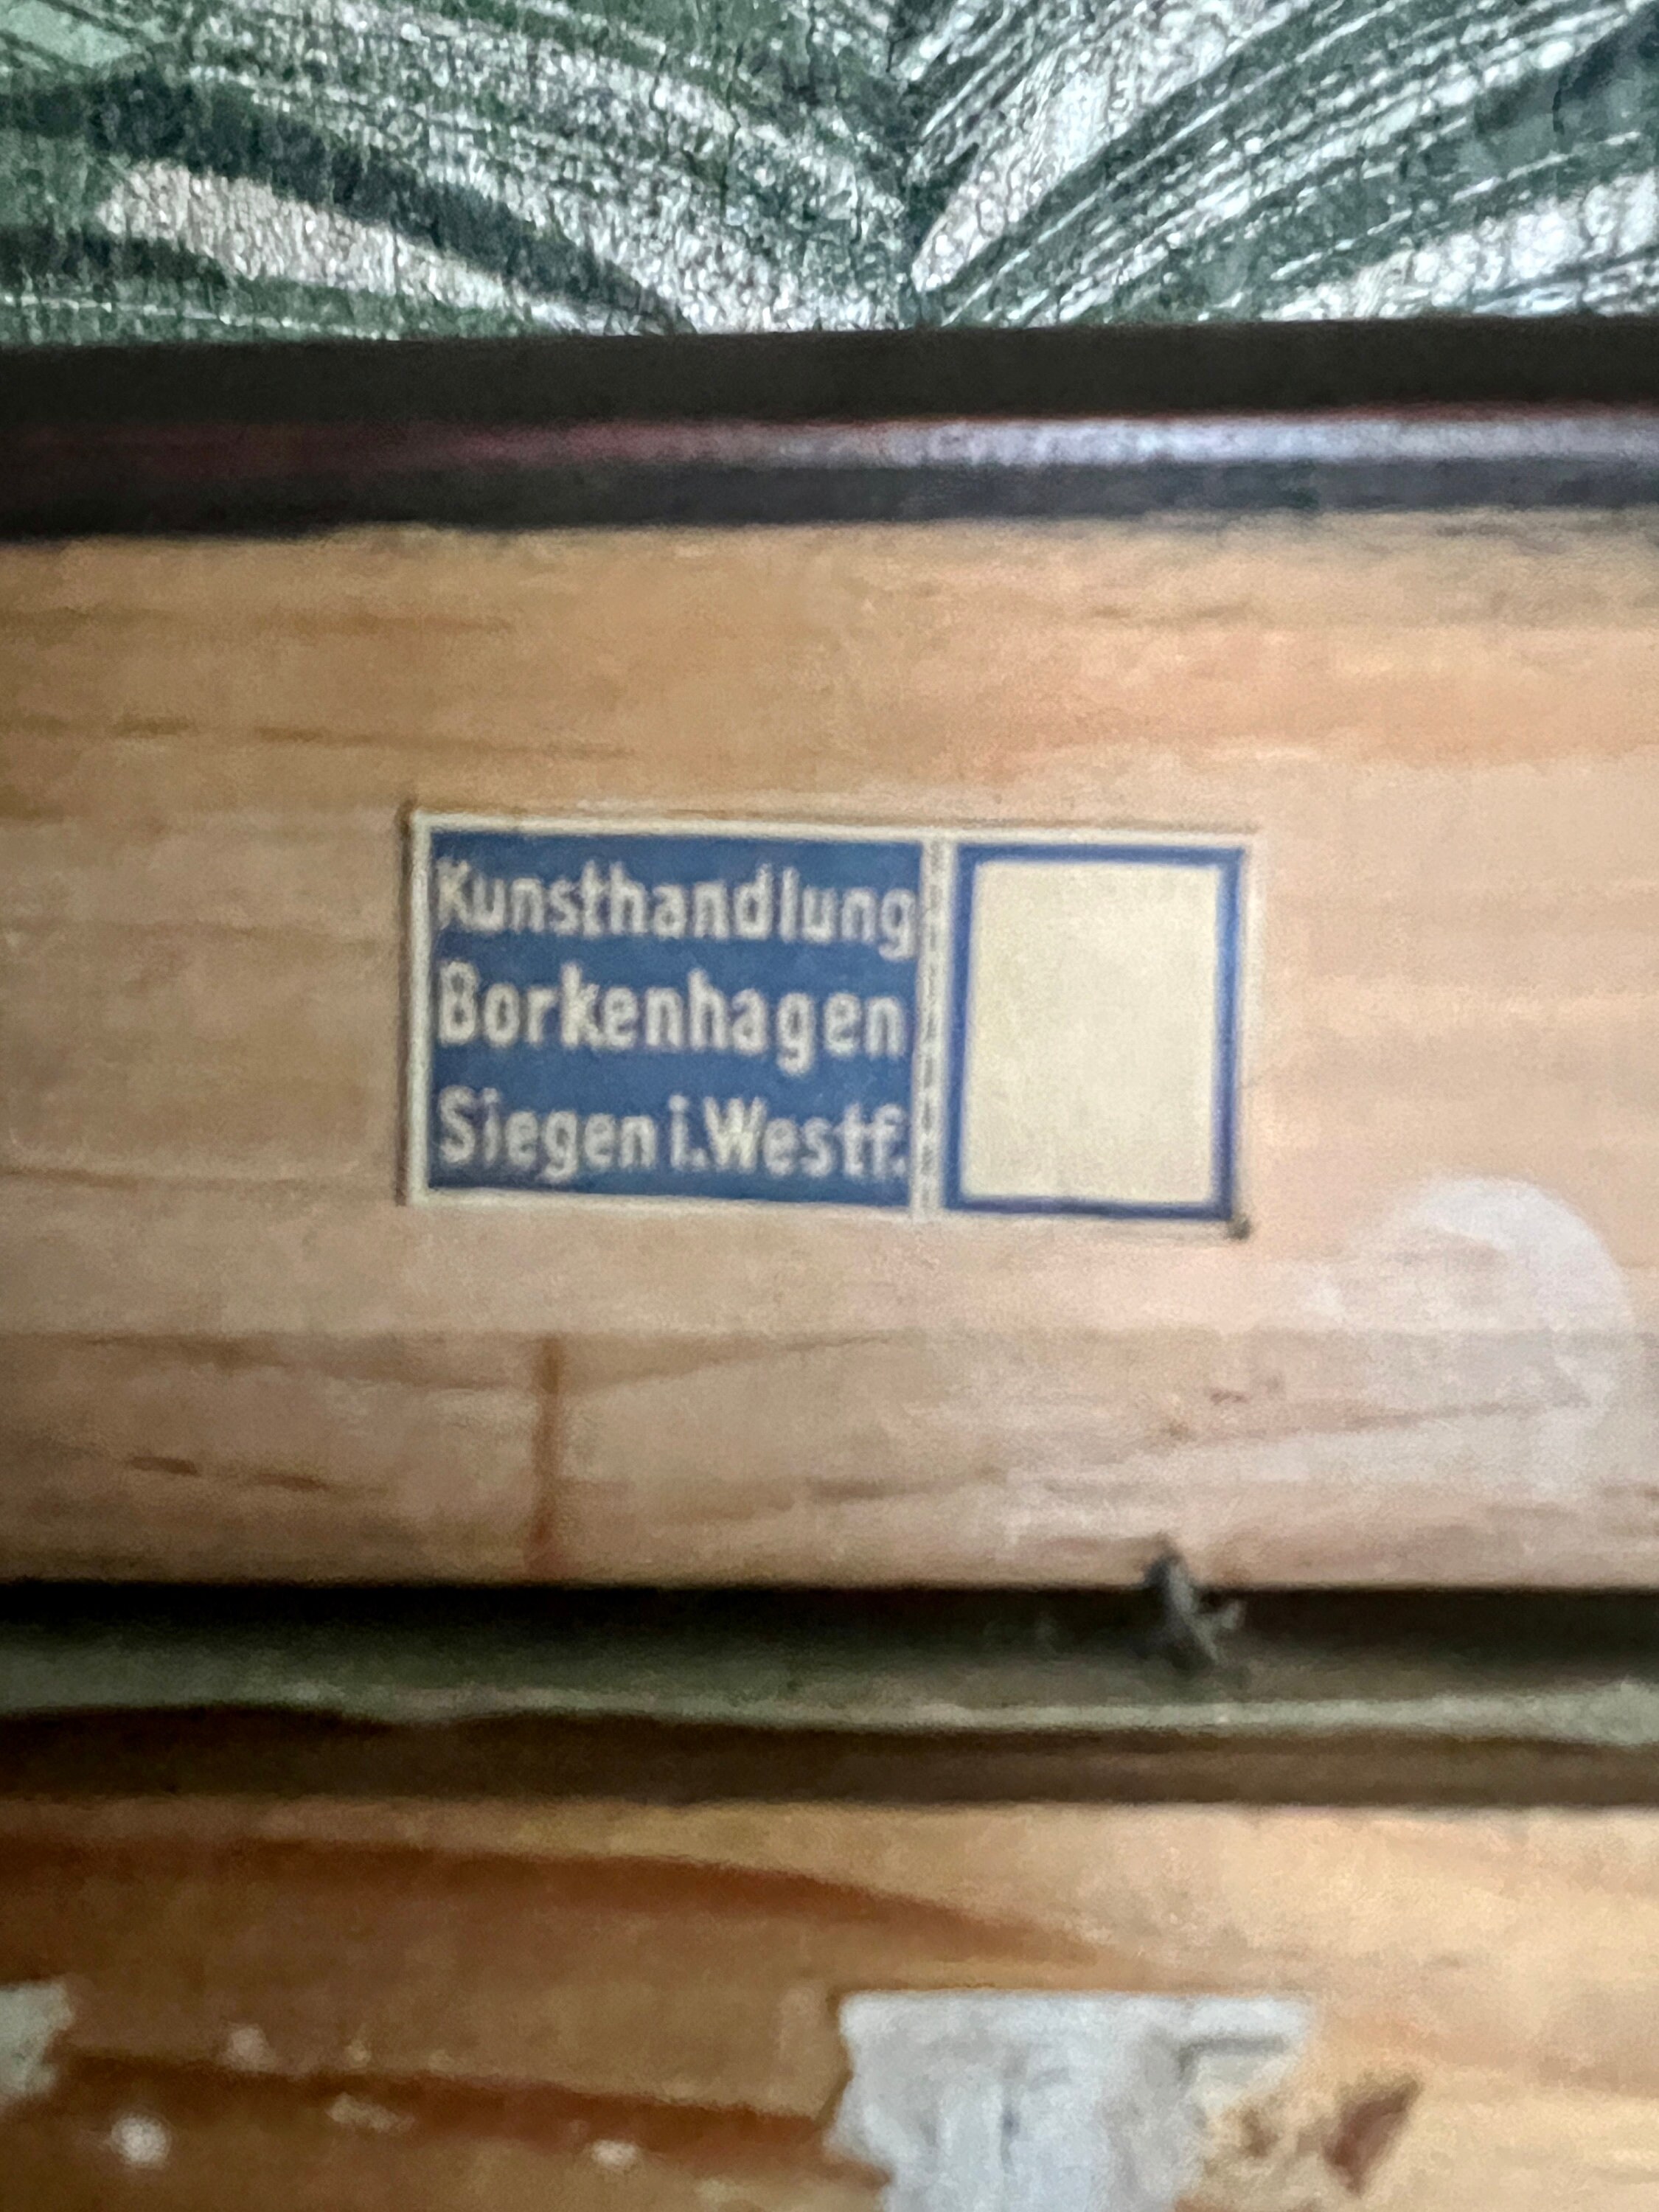 Kunsthandlung
Borkenhagen
Siegen i. Westf.